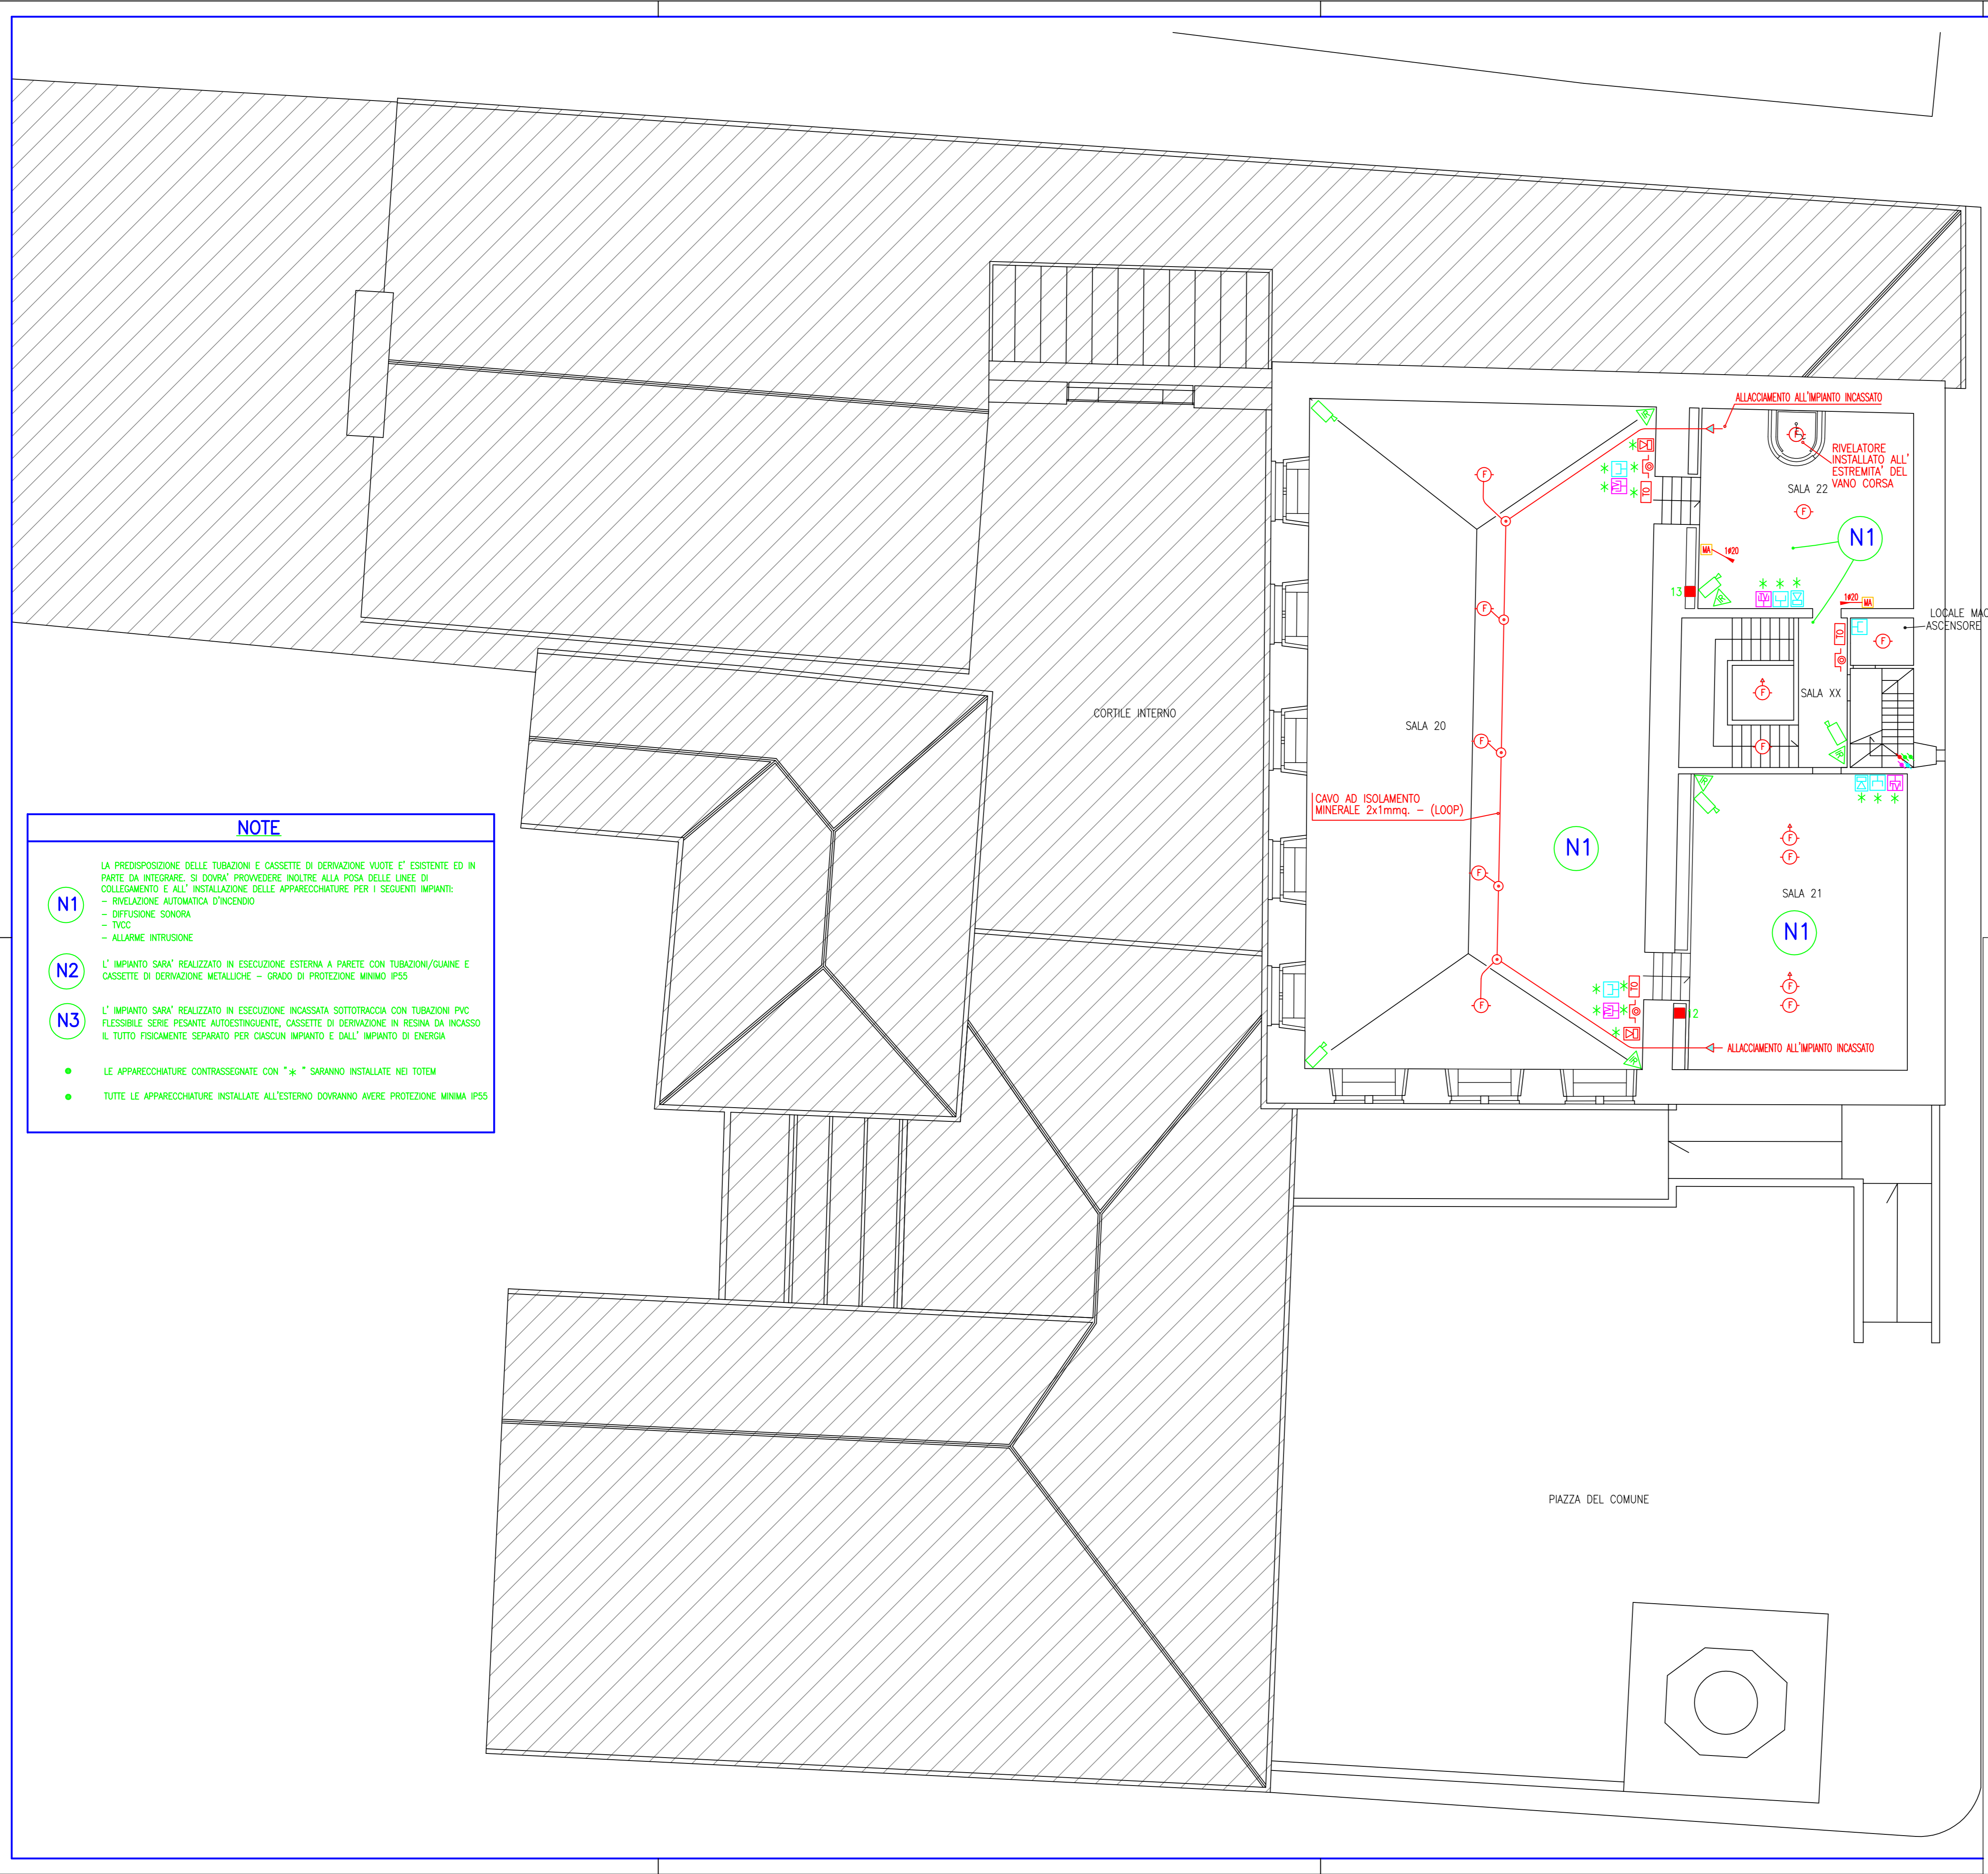 ALLACCIAMENTO ALL'IMPIANTO INCASSATO
RIVELATORE
INSTALLATO ALL'
ESTREMITA' DEL
VANO CORSA
SALA 22
N1
MA
1ø20
13
1ø20
MA
LOCALE MAC
ASCENSORE
SALA XX
CORTILE INTERNO
SALA 20
CAVO AD ISOLAMENTO
MINERALE 2x1mmq. - (LOOP)
N1
SALA 21
N1
12
ALLACCIAMENTO ALL'IMPIANTO INCASSATO
NOTE
N1
LA PREDISPOSIZIONE DELLE TUBAZIONI E CASSETTE DI DERIVAZIONE VUOTE E' ESISTENTE ED IN
PARTE DA INTEGRARE. SI DOVRA' PROVVEDERE INOLTRE ALLA POSA DELLE LINEE DI
COLLEGAMENTO E ALL' INSTALLAZIONE DELLE APPARECCHIATURE PER I SEGUENTI IMPIANTI:
- RIVELAZIONE AUTOMATICA D'INCENDIO
- DIFFUSIONE SONORA
- TVCC
- ALLARME INTRUSIONE
N2
L' IMPIANTO SARA' REALIZZATO IN ESECUZIONE ESTERNA A PARETE CON TUBAZIONI/GUAINE E
CASSETTE DI DERIVAZIONE METALLICHE - GRADO DI PROTEZIONE MINIMO IP55
N3
L' IMPIANTO SARA' REALIZZATO IN ESECUZIONE INCASSATA SOTTOTRACCIA CON TUBAZIONI PVC
FLESSIBILE SERIE PESANTE AUTOESTINGUENTE, CASSETTE DI DERIVAZIONE IN RESINA DA INCASSO
IL TUTTO FISICAMENTE SEPARATO PER CIASCUN IMPIANTO E DALL' IMPIANTO DI ENERGIA
● LE APPARECCHIATURE CONTRASSEGNATE CON "* " SARANNO INSTALLATE NEI TOTEM
● TUTTE LE APPARECCHIATURE INSTALLATE ALL'ESTERNO DOVRANNO AVERE PROTEZIONE MINIMA IP55
PIAZZA DEL COMUNE